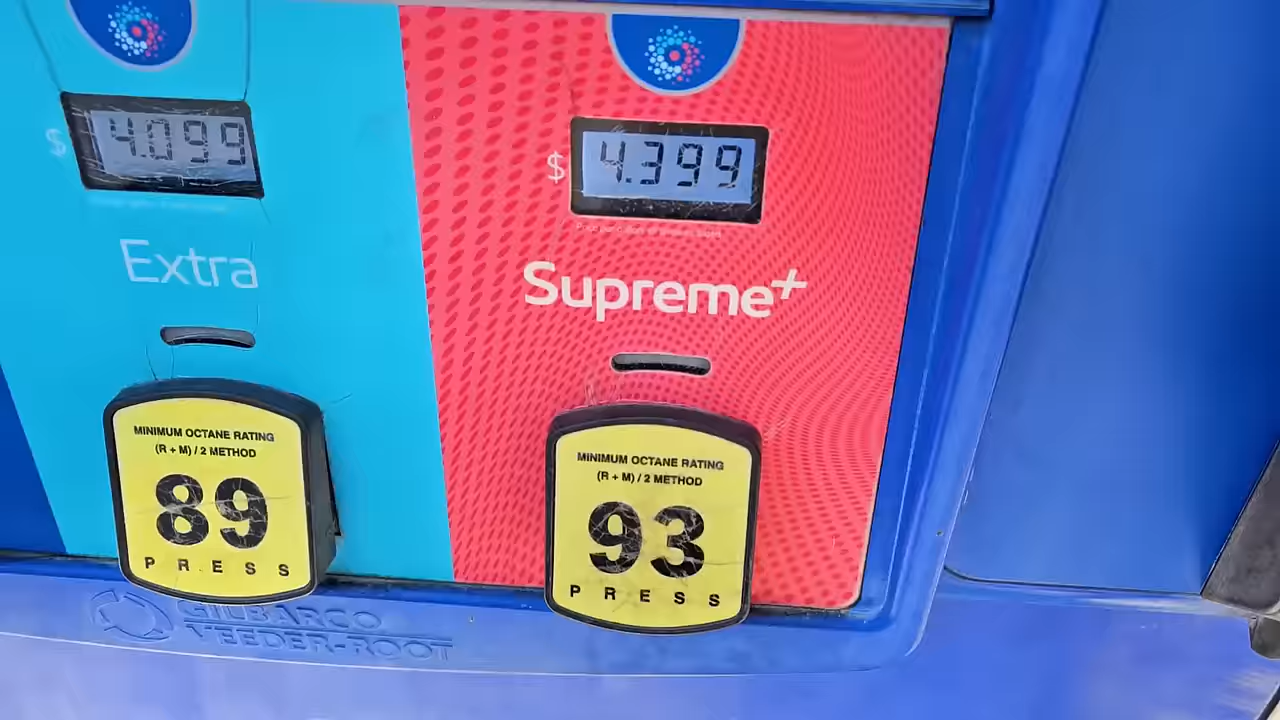 $ 4.099
Extra
MINIMUM OCTANE RATING
(R + M) / 2 METHOD
89
PRESS
$ 4.399
Supreme+
MINIMUM OCTANE RATING
(R + M) / 2 METHOD
93
PRESS
GILBARCO
VEEDER-ROOT